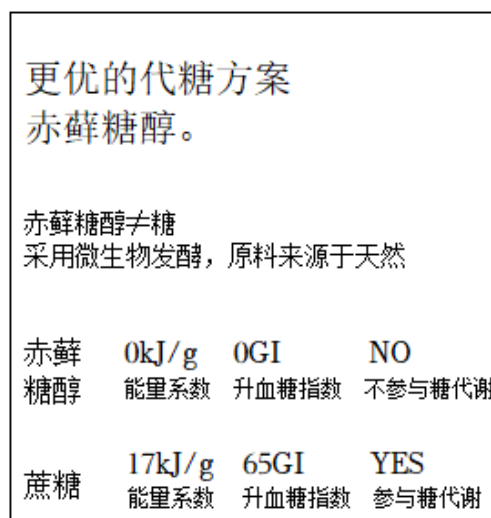 更优的代糖方案
赤藓糖醇。
赤藓糖醇≠糖
采用微生物发酵，原料来源于天然
赤藓 0kJ/g 0GI NO
糖醇 能量系数 升血糖指数 不参与糖代谢
17kJ/g 65GI YES
蔗糖 能量系数 升血糖指数 参与糖代谢